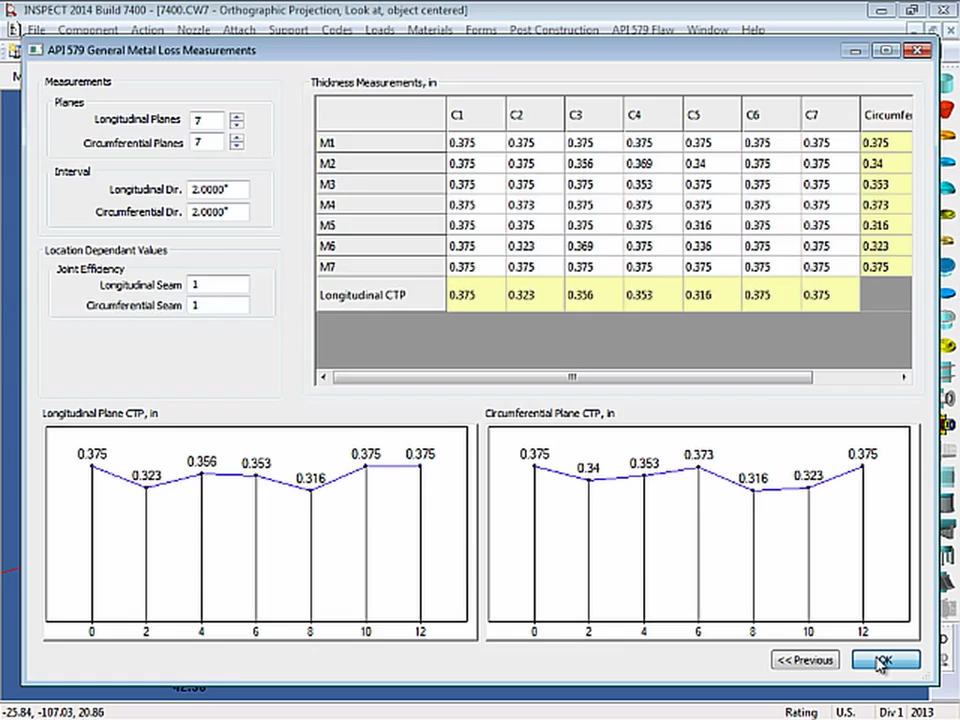 INSPECT 2014 Build 7400 - [7400.CW7 - Orthographic Projection, Look at, object centered]
File Component Action Nozzle Attach Support Codes Loads Materials Forms Post Construction API 579 Flaw Window Help
API 579 General Metal Loss Measurements
Measurements
Planes
Longitudinal Planes 7
Circumferential Planes 7
Interval
Longitudinal Dir. 2.0000"
Circumferential Dir. 2.0000"
Location Dependant Values
Joint Efficiency
Longitudinal Seam 1
Circumferential Seam 1
Thickness Measurements, in
C1 C2 C3 C4 C5 C6 C7 Circumfe
M1 0.375 0.375 0.375 0.375 0.375 0.375 0.375 0.375
M2 0.375 0.375 0.356 0.369 0.34 0.375 0.375 0.34
M3 0.375 0.375 0.375 0.353 0.375 0.375 0.375 0.353
M4 0.375 0.373 0.375 0.375 0.375 0.375 0.375 0.373
M5 0.375 0.375 0.375 0.375 0.316 0.375 0.375 0.316
M6 0.375 0.323 0.369 0.375 0.336 0.375 0.375 0.323
M7 0.375 0.375 0.375 0.375 0.375 0.375 0.375 0.375
Longitudinal CTP 0.375 0.323 0.356 0.353 0.316 0.375 0.375
Longitudinal Plane CTP, in
0.375 0.323 0.356 0.353 0.316 0.375 0.375
0 2 4 6 8 10 12
Circumferential Plane CTP, in
0.375 0.34 0.353 0.373 0.316 0.323 0.375
0 2 4 6 8 10 12
<< Previous OK
-25.84, -107.03, 20.86 Rating U.S. Div 1 2013